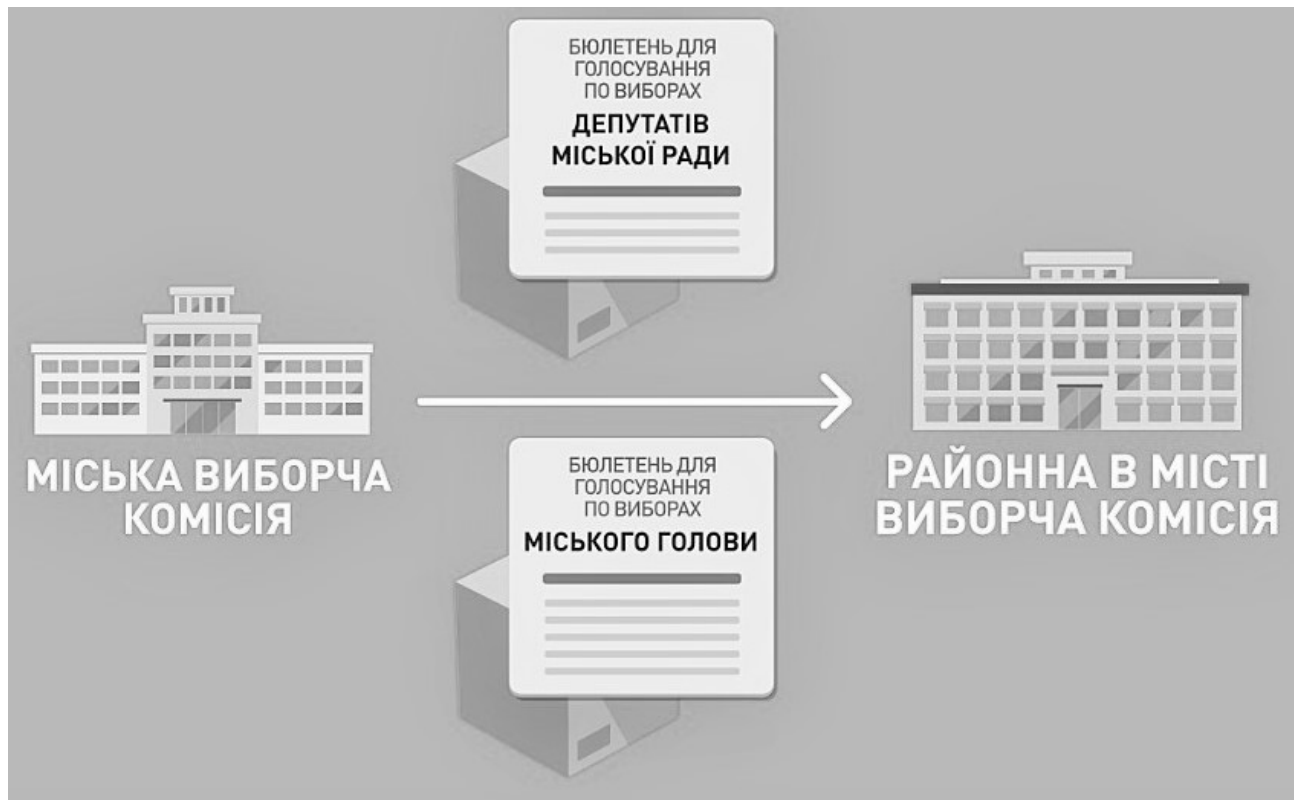 БЮЛЕТЕНЬ ДЛЯ
ГОЛОСУВАННЯ
ПО ВИБОРАХ
ДЕПУТАТІВ
МІСЬКОЇ РАДИ
МІСЬКА ВИБОРЧА
КОМІСІЯ
БЮЛЕТЕНЬ ДЛЯ
ГОЛОСУВАННЯ
ПО ВИБОРАХ
МІСЬКОГО ГОЛОВИ
РАЙОННА В МІСТІ
ВИБОРЧА КОМІСІЯ